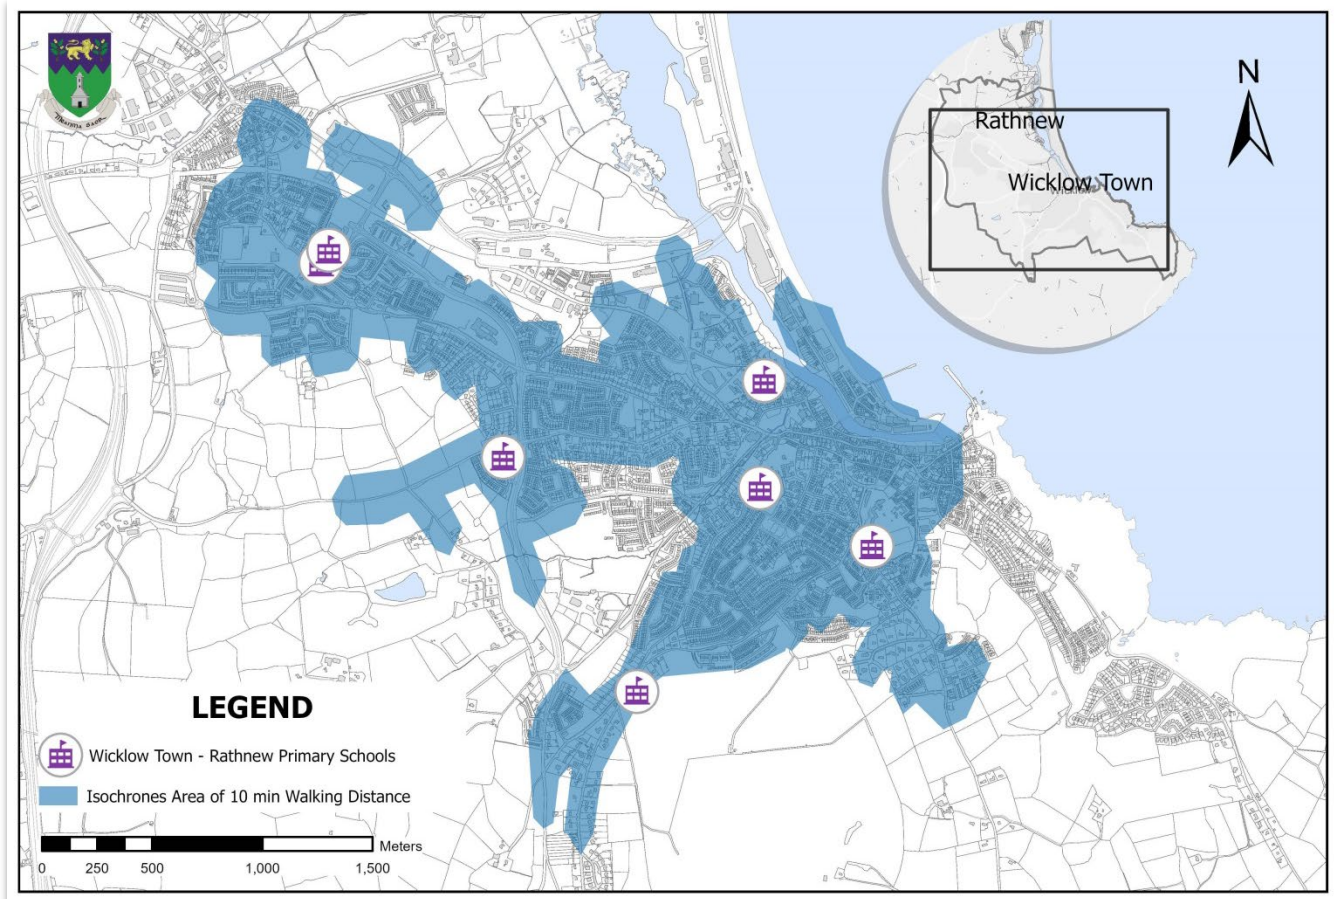 N
Rathnew
Wicklow Town
LEGEND
Wicklow Town - Rathnew Primary Schools
Isochrones Area of 10 min Walking Distance
Meters
0 250 500 1,000 1,500